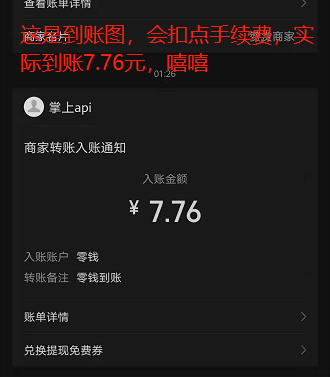 查看账单详情
这是到账图，会扣点手续费，实
际到账7.76元，嘻嘻
商家名片
01:26
掌上api
商家转账入账通知
入账金额
¥ 7.76
入账账户 零钱
转账备注 零钱到账
账单详情
兑换提现免费券